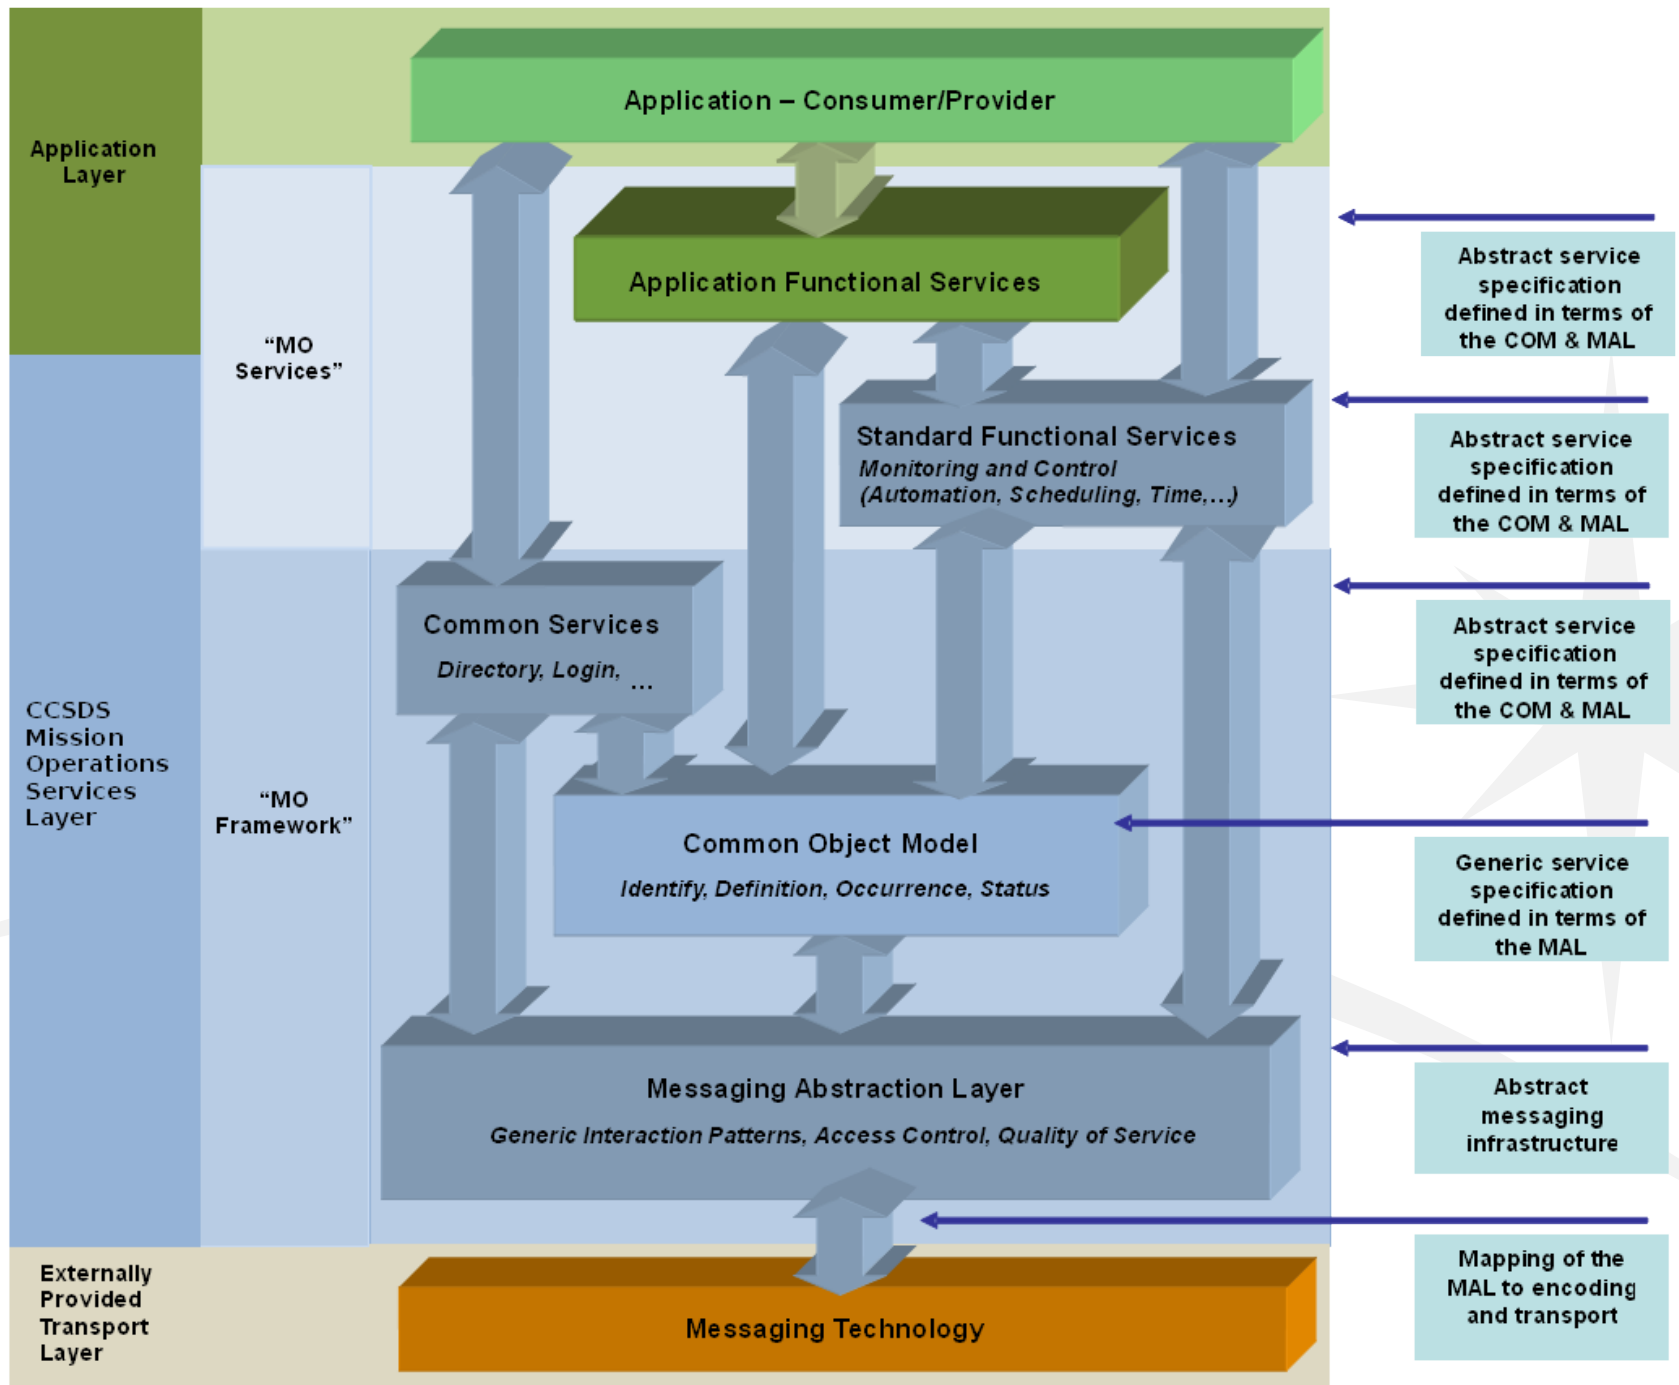 Application – Consumer/Provider
Application
Layer
Application Functional Services
Abstract service
specification
defined in terms of
the COM & MAL
“MO
Services”
Standard Functional Services
Monitoring and Control
(Automation, Scheduling, Time,...)
Abstract service
specification
defined in terms of
the COM & MAL
Common Services
Directory, Login, ...
Abstract service
specification
defined in terms of
the COM & MAL
CCSDS
Mission
Operations
Services
Layer
“MO
Framework”
Common Object Model
Identify, Definition, Occurrence, Status
Generic service
specification
defined in terms of
the MAL
Messaging Abstraction Layer
Generic Interaction Patterns, Access Control, Quality of Service
Abstract
messaging
infrastructure
Externally
Provided
Transport
Layer
Messaging Technology
Mapping of the
MAL to encoding
and transport